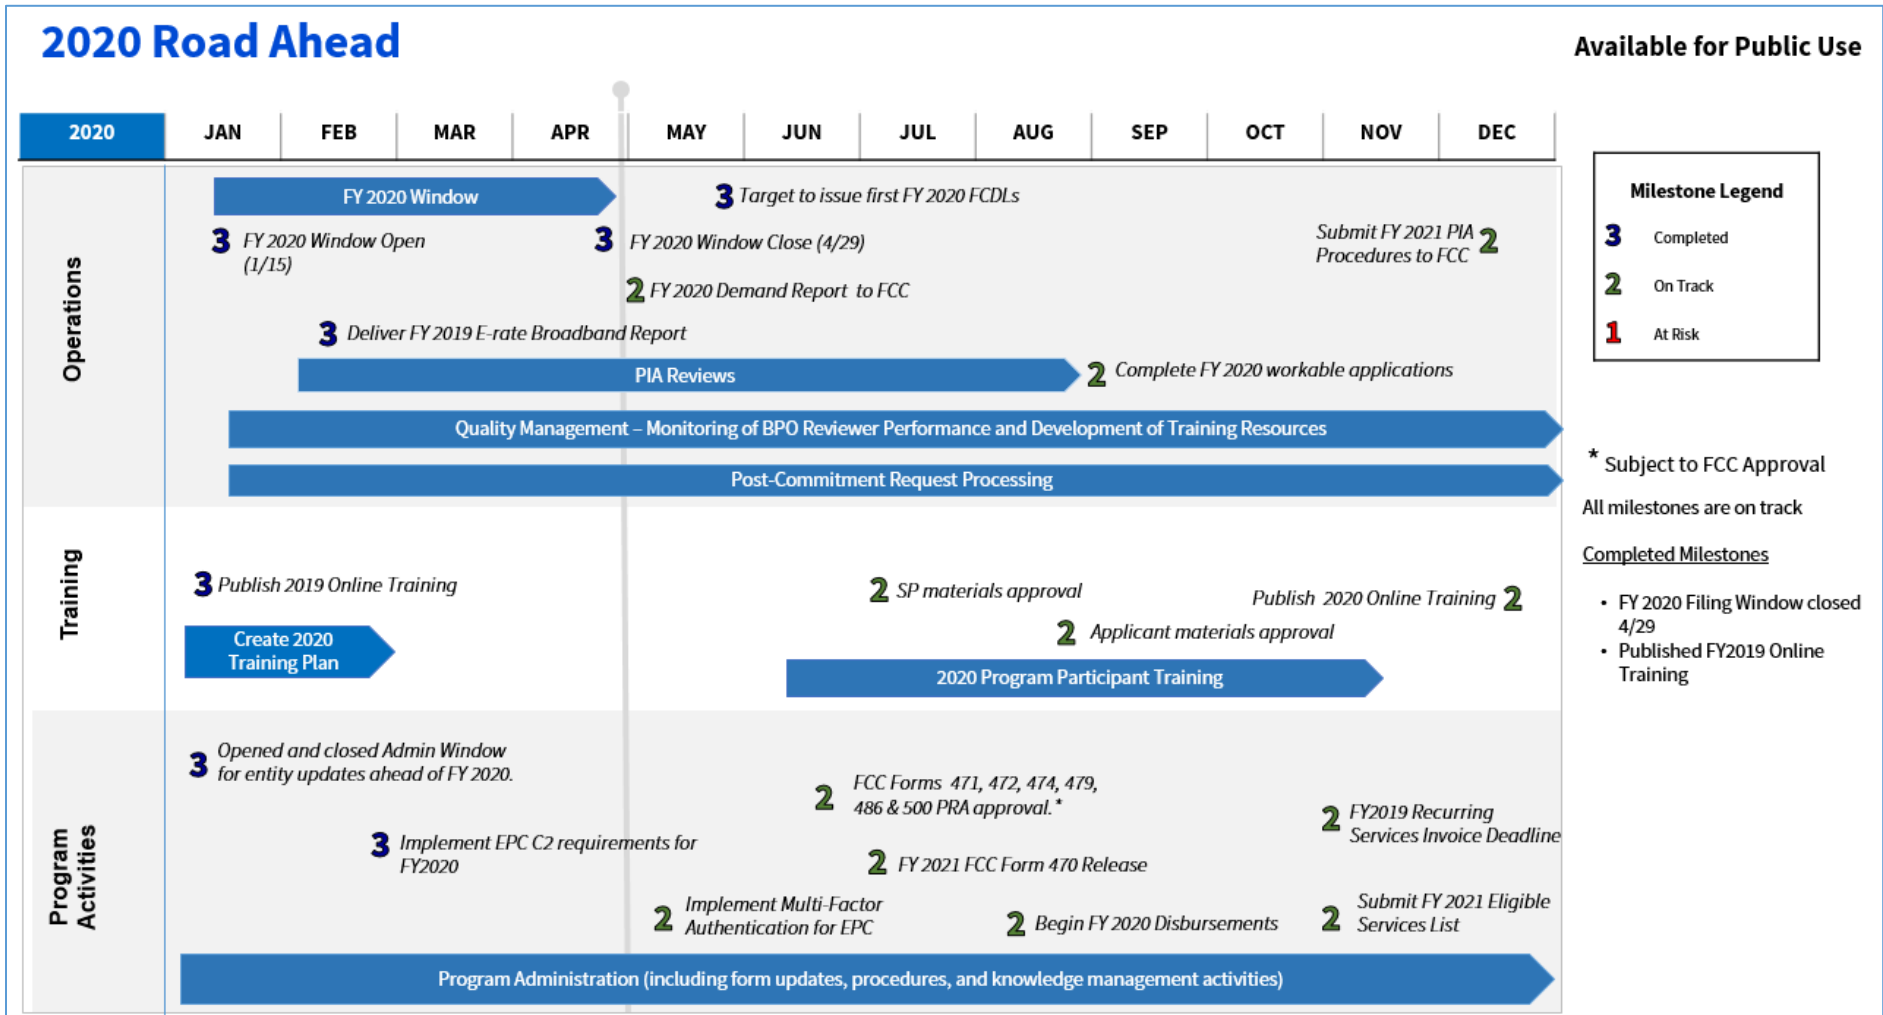 2020 Road Ahead
Available for Public Use
2020 JAN FEB MAR APR MAY JUN JUL AUG SEP OCT NOV DEC
Operations
FY 2020 Window
3 Target to issue first FY 2020 FCDLs
3 FY 2020 Window Open
(1/15)
3 FY 2020 Window Close (4/29)
Submit FY 2021 PIA
Procedures to FCC 2
2 FY 2020 Demand Report to FCC
3 Deliver FY 2019 E-rate Broadband Report
PIA Reviews
2 Complete FY 2020 workable applications
Quality Management – Monitoring of BPO Reviewer Performance and Development of Training Resources
Post-Commitment Request Processing
Training
3 Publish 2019 Online Training
2 SP materials approval
Publish 2020 Online Training 2
Create 2020
Training Plan
2 Applicant materials approval
2020 Program Participant Training
Program
Activities
3 Opened and closed Admin Window
for entity updates ahead of FY 2020.
2 FCC Forms 471, 472, 474, 479,
486 & 500 PRA approval.*
2 FY2019 Recurring
Services Invoice Deadline
3 Implement EPC C2 requirements for
FY2020
2 FY 2021 FCC Form 470 Release
2 Implement Multi-Factor
Authentication for EPC
2 Begin FY 2020 Disbursements
2 Submit FY 2021 Eligible
Services List
Program Administration (including form updates, procedures, and knowledge management activities)
Milestone Legend
3 Completed
2 On Track
1 At Risk
* Subject to FCC Approval
All milestones are on track
Completed Milestones
• FY 2020 Filing Window closed
4/29
• Published FY2019 Online
Training